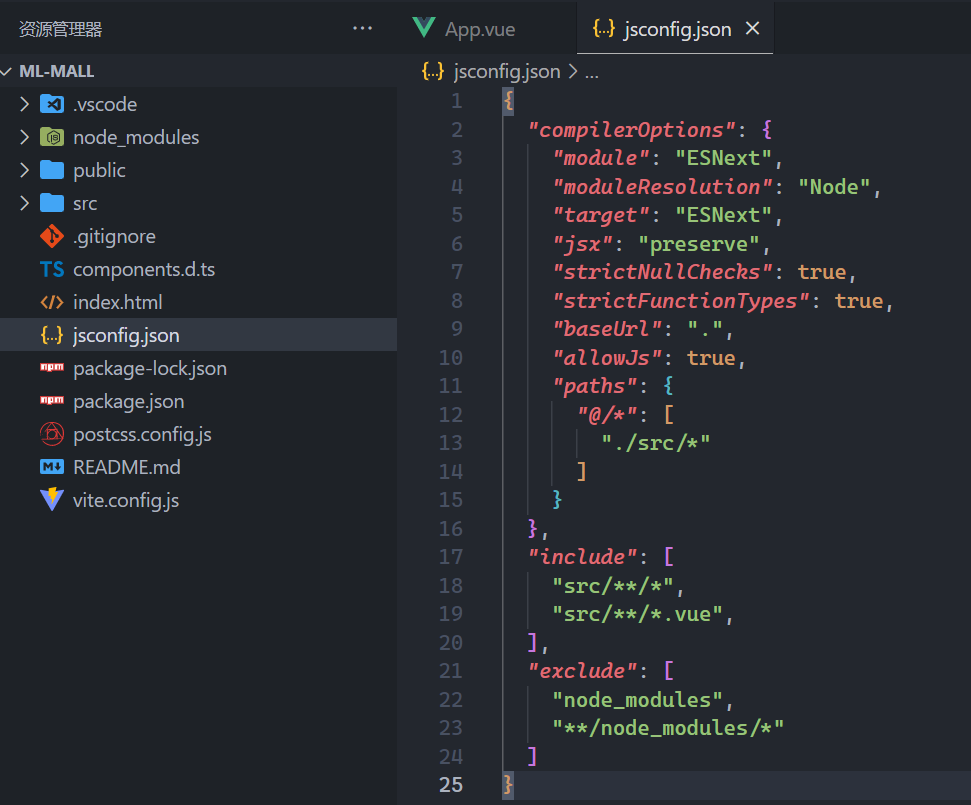 资源管理器 ...
ML-MALL
.vscode
node_modules
public
src
.gitignore
TS components.d.ts
index.html
{..} jsconfig.json
npm package-lock.json
npm package.json
postcss.config.js
README.md
vite.config.js
App.vue
{..} jsconfig.json ×
{..} jsconfig.json > ...
1 {
2 "compilerOptions": {
3 "module": "ESNext",
4 "moduleResolution": "Node",
5 "target": "ESNext",
6 "jsx": "preserve",
7 "strictNullChecks": true,
8 "strictFunctionTypes": true,
9 "baseUrl": ".",
10 "allowJs": true,
11 "paths": {
12 "@/*": [
13 "./src/*"
14 ]
15 }
16 },
17 "include": [
18 "src/**/*",
19 "src/**/*.vue",
20 ],
21 "exclude": [
22 "node_modules",
23 "**/node_modules/*"
24 ]
25 }